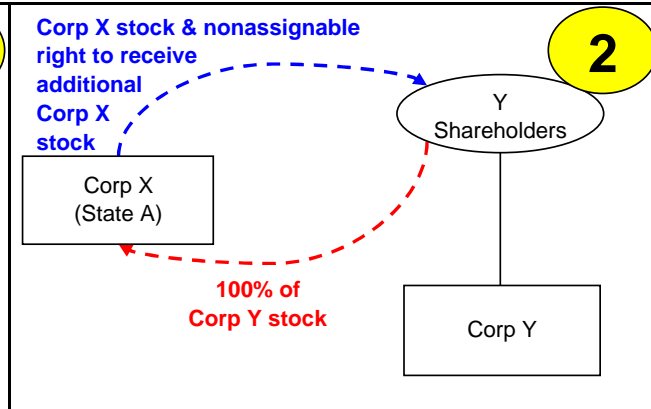 Corp X stock & nonassignable
right to receive
additional
Corp X
stock
2
Y
Shareholders
Corp X
(State A)
100% of
Corp Y stock
Corp Y